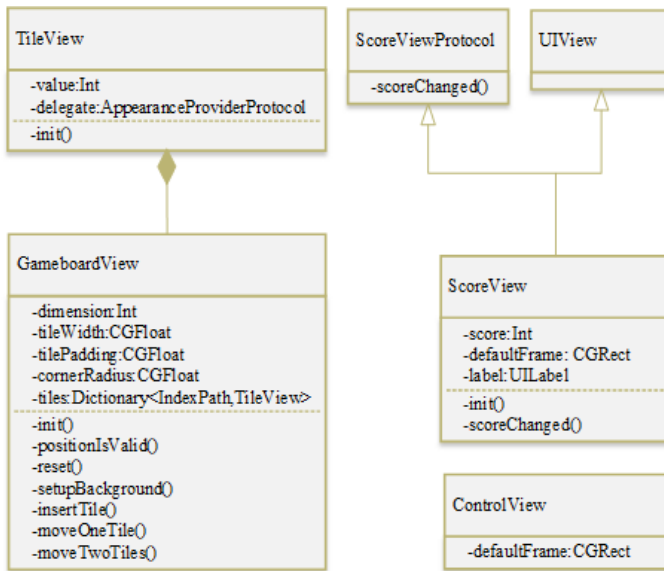 TileView
-value:Int
-delegate:AppearanceProviderProtocol
-init()
ScoreViewProtocol
-scoreChanged()
UIView
GameboardView
-dimension:Int
-tileWidth:CGFloat
-tilePadding:CGFloat
-cornerRadius:CGFloat
-tiles:Dictionary<IndexPath,TileView>
-init()
-positionIsValid()
-reset()
-setupBackground()
-insertTile()
-moveOneTile()
-moveTwoTiles()
ScoreView
-score:Int
-defaultFrame: CGRect
-label:UILabel
-init()
-scoreChanged()
ControlView
-defaultFrame:CGRect